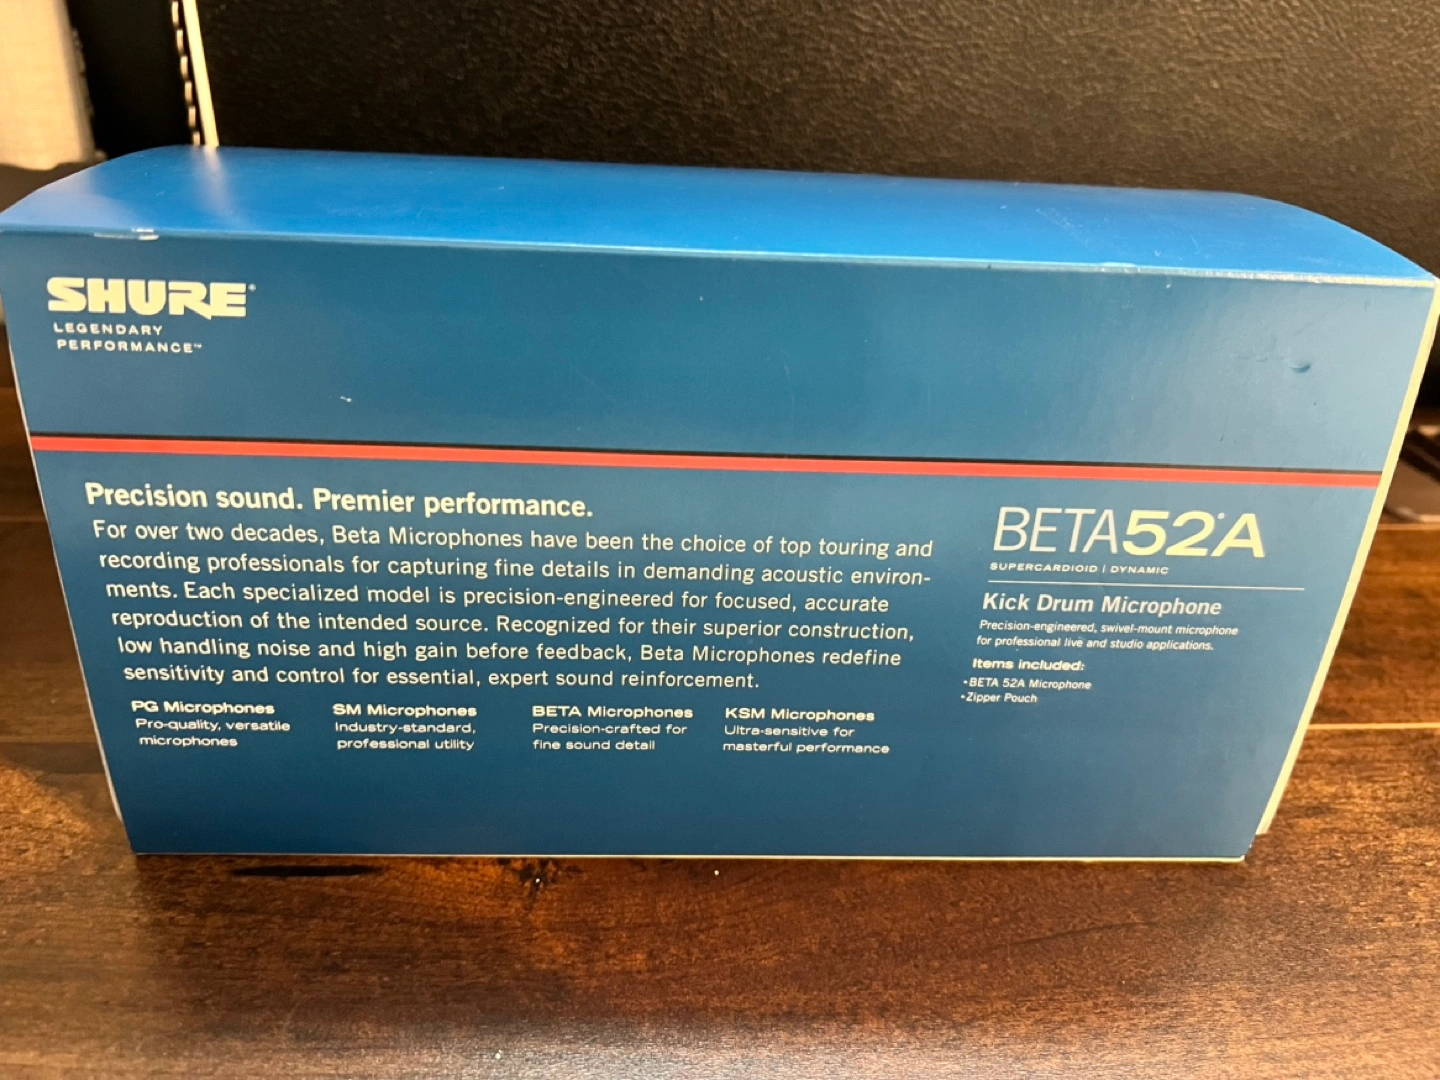 SHURE®
LEGENDARY
PERFORMANCE™
Precision sound. Premier performance.
For over two decades, Beta Microphones have been the choice of top touring and
recording professionals for capturing fine details in demanding acoustic environ-
ments. Each specialized model is precision-engineered for focused, accurate
reproduction of the intended source. Recognized for their superior construction,
low handling noise and high gain before feedback, Beta Microphones redefine
sensitivity and control for essential, expert sound reinforcement.
PG Microphones
Pro-quality, versatile
microphones
SM Microphones
Industry-standard,
professional utility
BETA Microphones
Precision-crafted for
fine sound detail
KSM Microphones
Ultra-sensitive for
masterful performance
BETA52®A
SUPERCARDIOID | DYNAMIC
Kick Drum Microphone
Precision-engineered, swivel-mount microphone
for professional live and studio applications.
Items included:
•BETA 52A Microphone
•Zipper Pouch